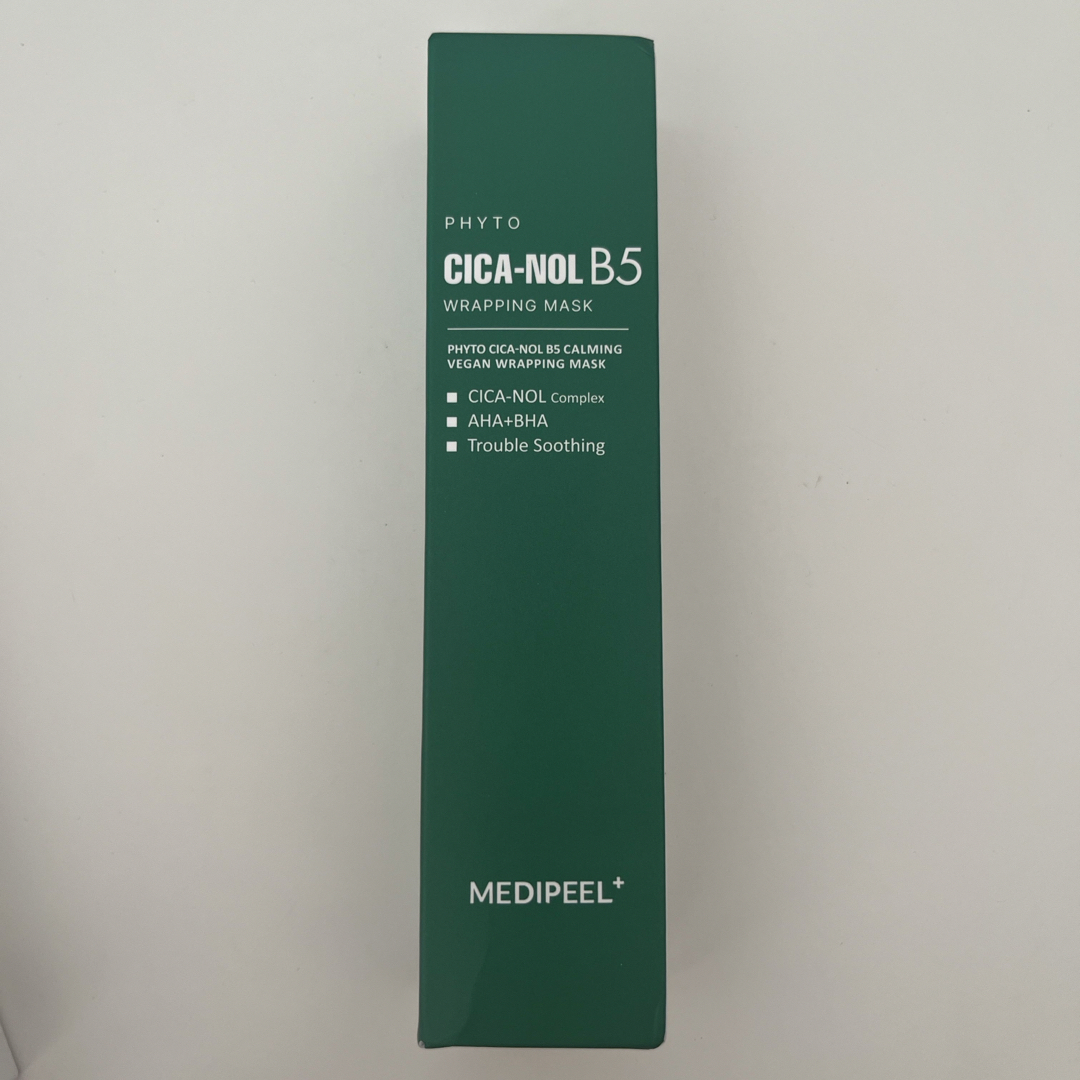 PHYTO
CICA-NOL B5
WRAPPING MASK
PHYTO CICA-NOL B5 CALMING
VEGAN WRAPPING MASK
■ CICA-NOL Complex
■ AHA+BHA
■ Trouble Soothing
MEDIPEEL+